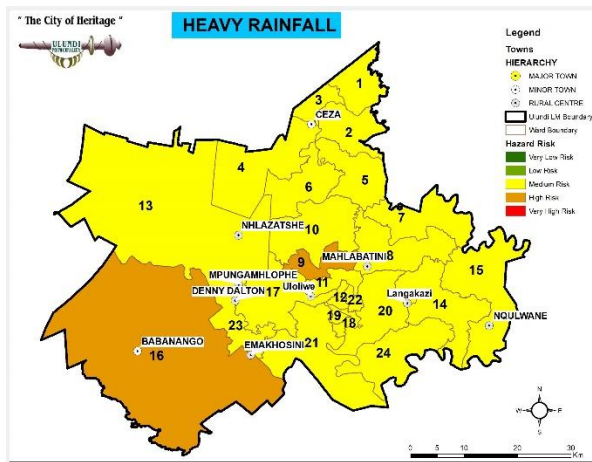 " The City of Heritage "
ULUNDI
MUNICIPALITY
HEAVY RAINFALL
Legend
Towns
HIERARCHY
MAJOR TOWN
MINOR TOWN
RURAL CENTRE
Ulundi LM Boundary
Ward Boundary
Hazard Risk
Very Low Risk
Low Risk
Medium Risk
High Risk
Very High Risk
1
3
CEZA
2
4
5
6
13
7
10
NHLAZATSHE
9
MAHLABATINI
8
15
MPUNGAMHLOPHE
17
11
DENNY DALTON
Uloliwe
12
22
Langakazi
20
14
19
18
NQULWANE
23
21
24
BABANANGO
16
EMAKHOSINI
N
W
E
S
0
10
20
30
Km